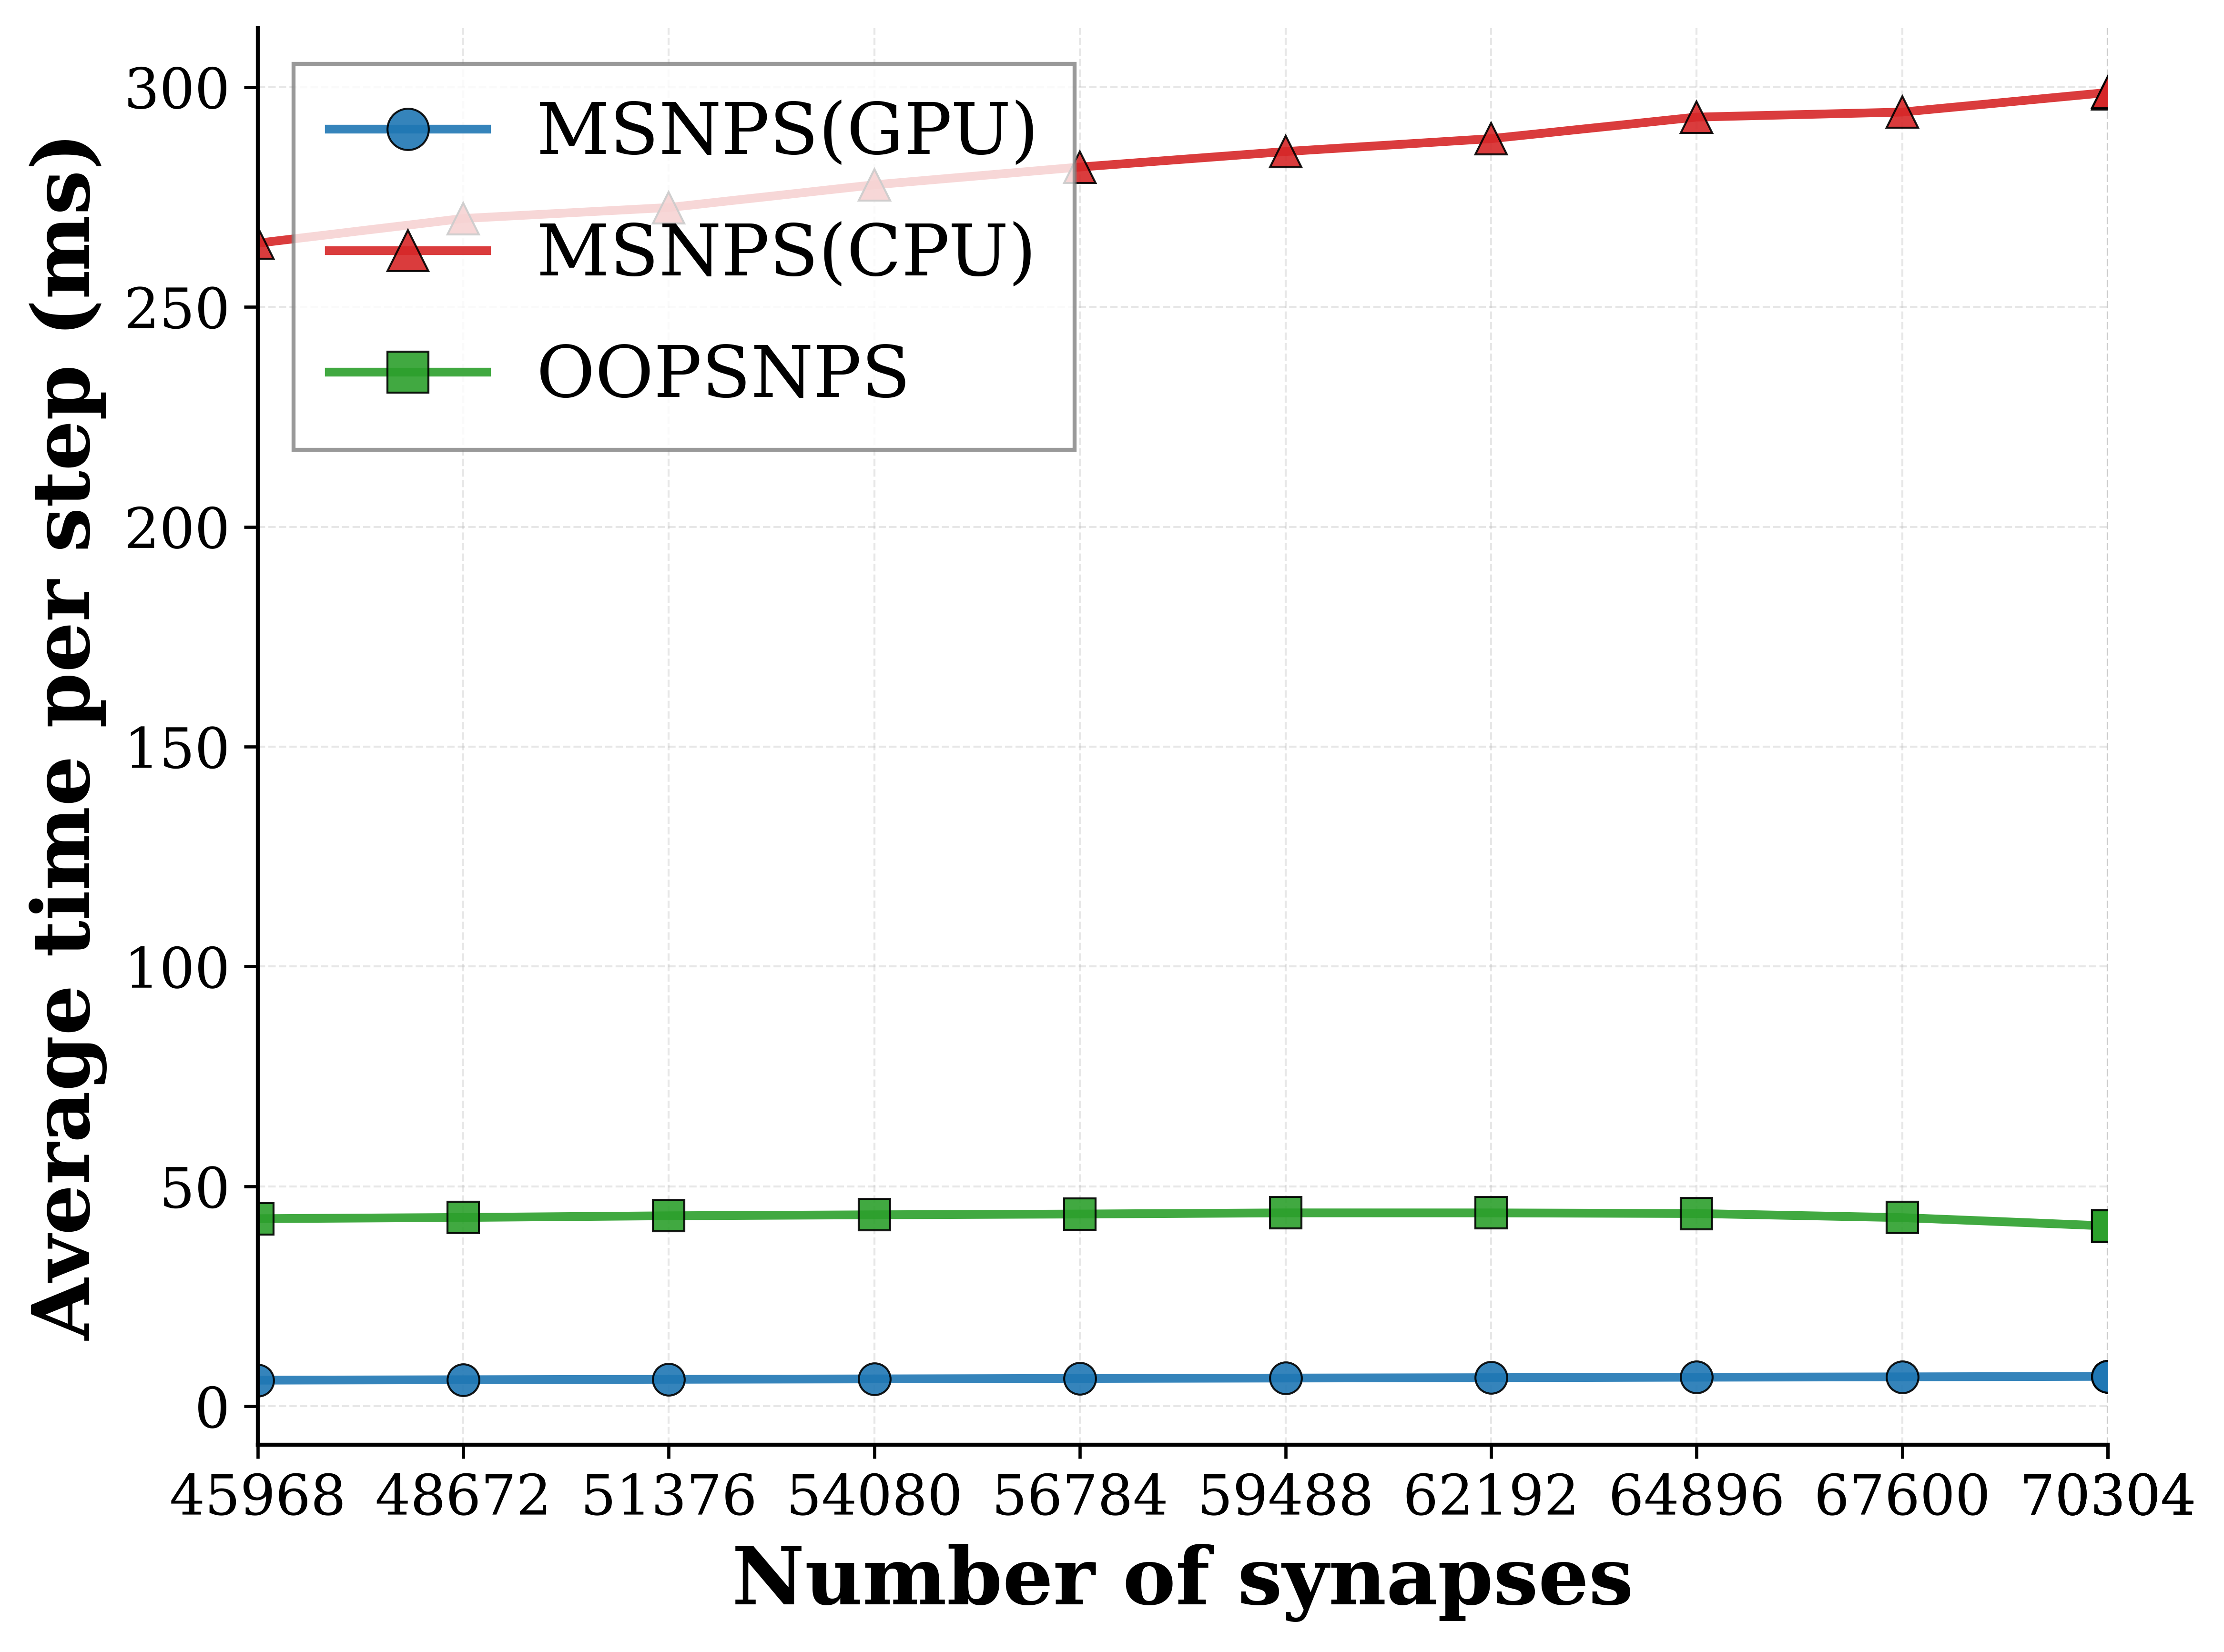 Average time per step (ms)
300
250
200
150
100
50
0
MSNPS(GPU)
MSNPS(CPU)
OOPSNPS
45968 48672 51376 54080 56784 59488 62192 64896 67600 70304
Number of synapses